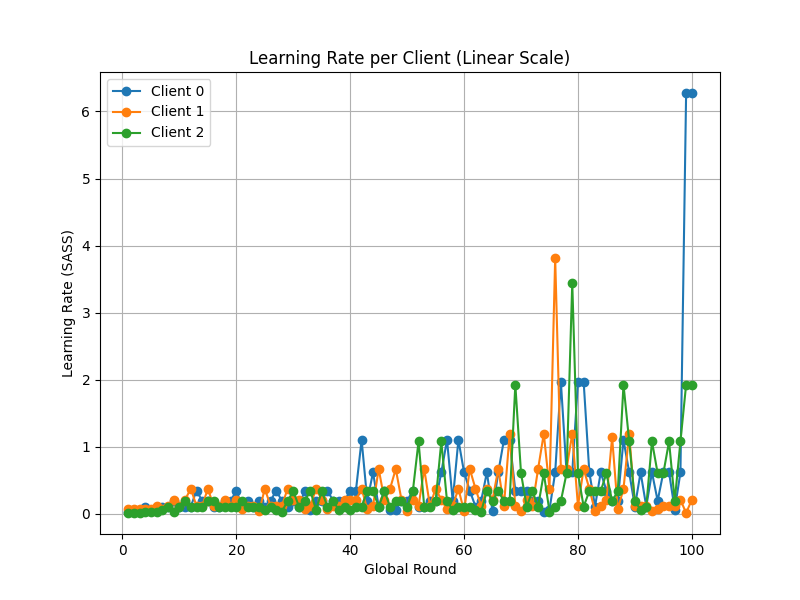 Learning Rate per Client (Linear Scale)
Client 0
Client 1
Client 2
Learning Rate (SASS)
6
5
4
3
2
1
0
0 20 40 60 80 100
Global Round